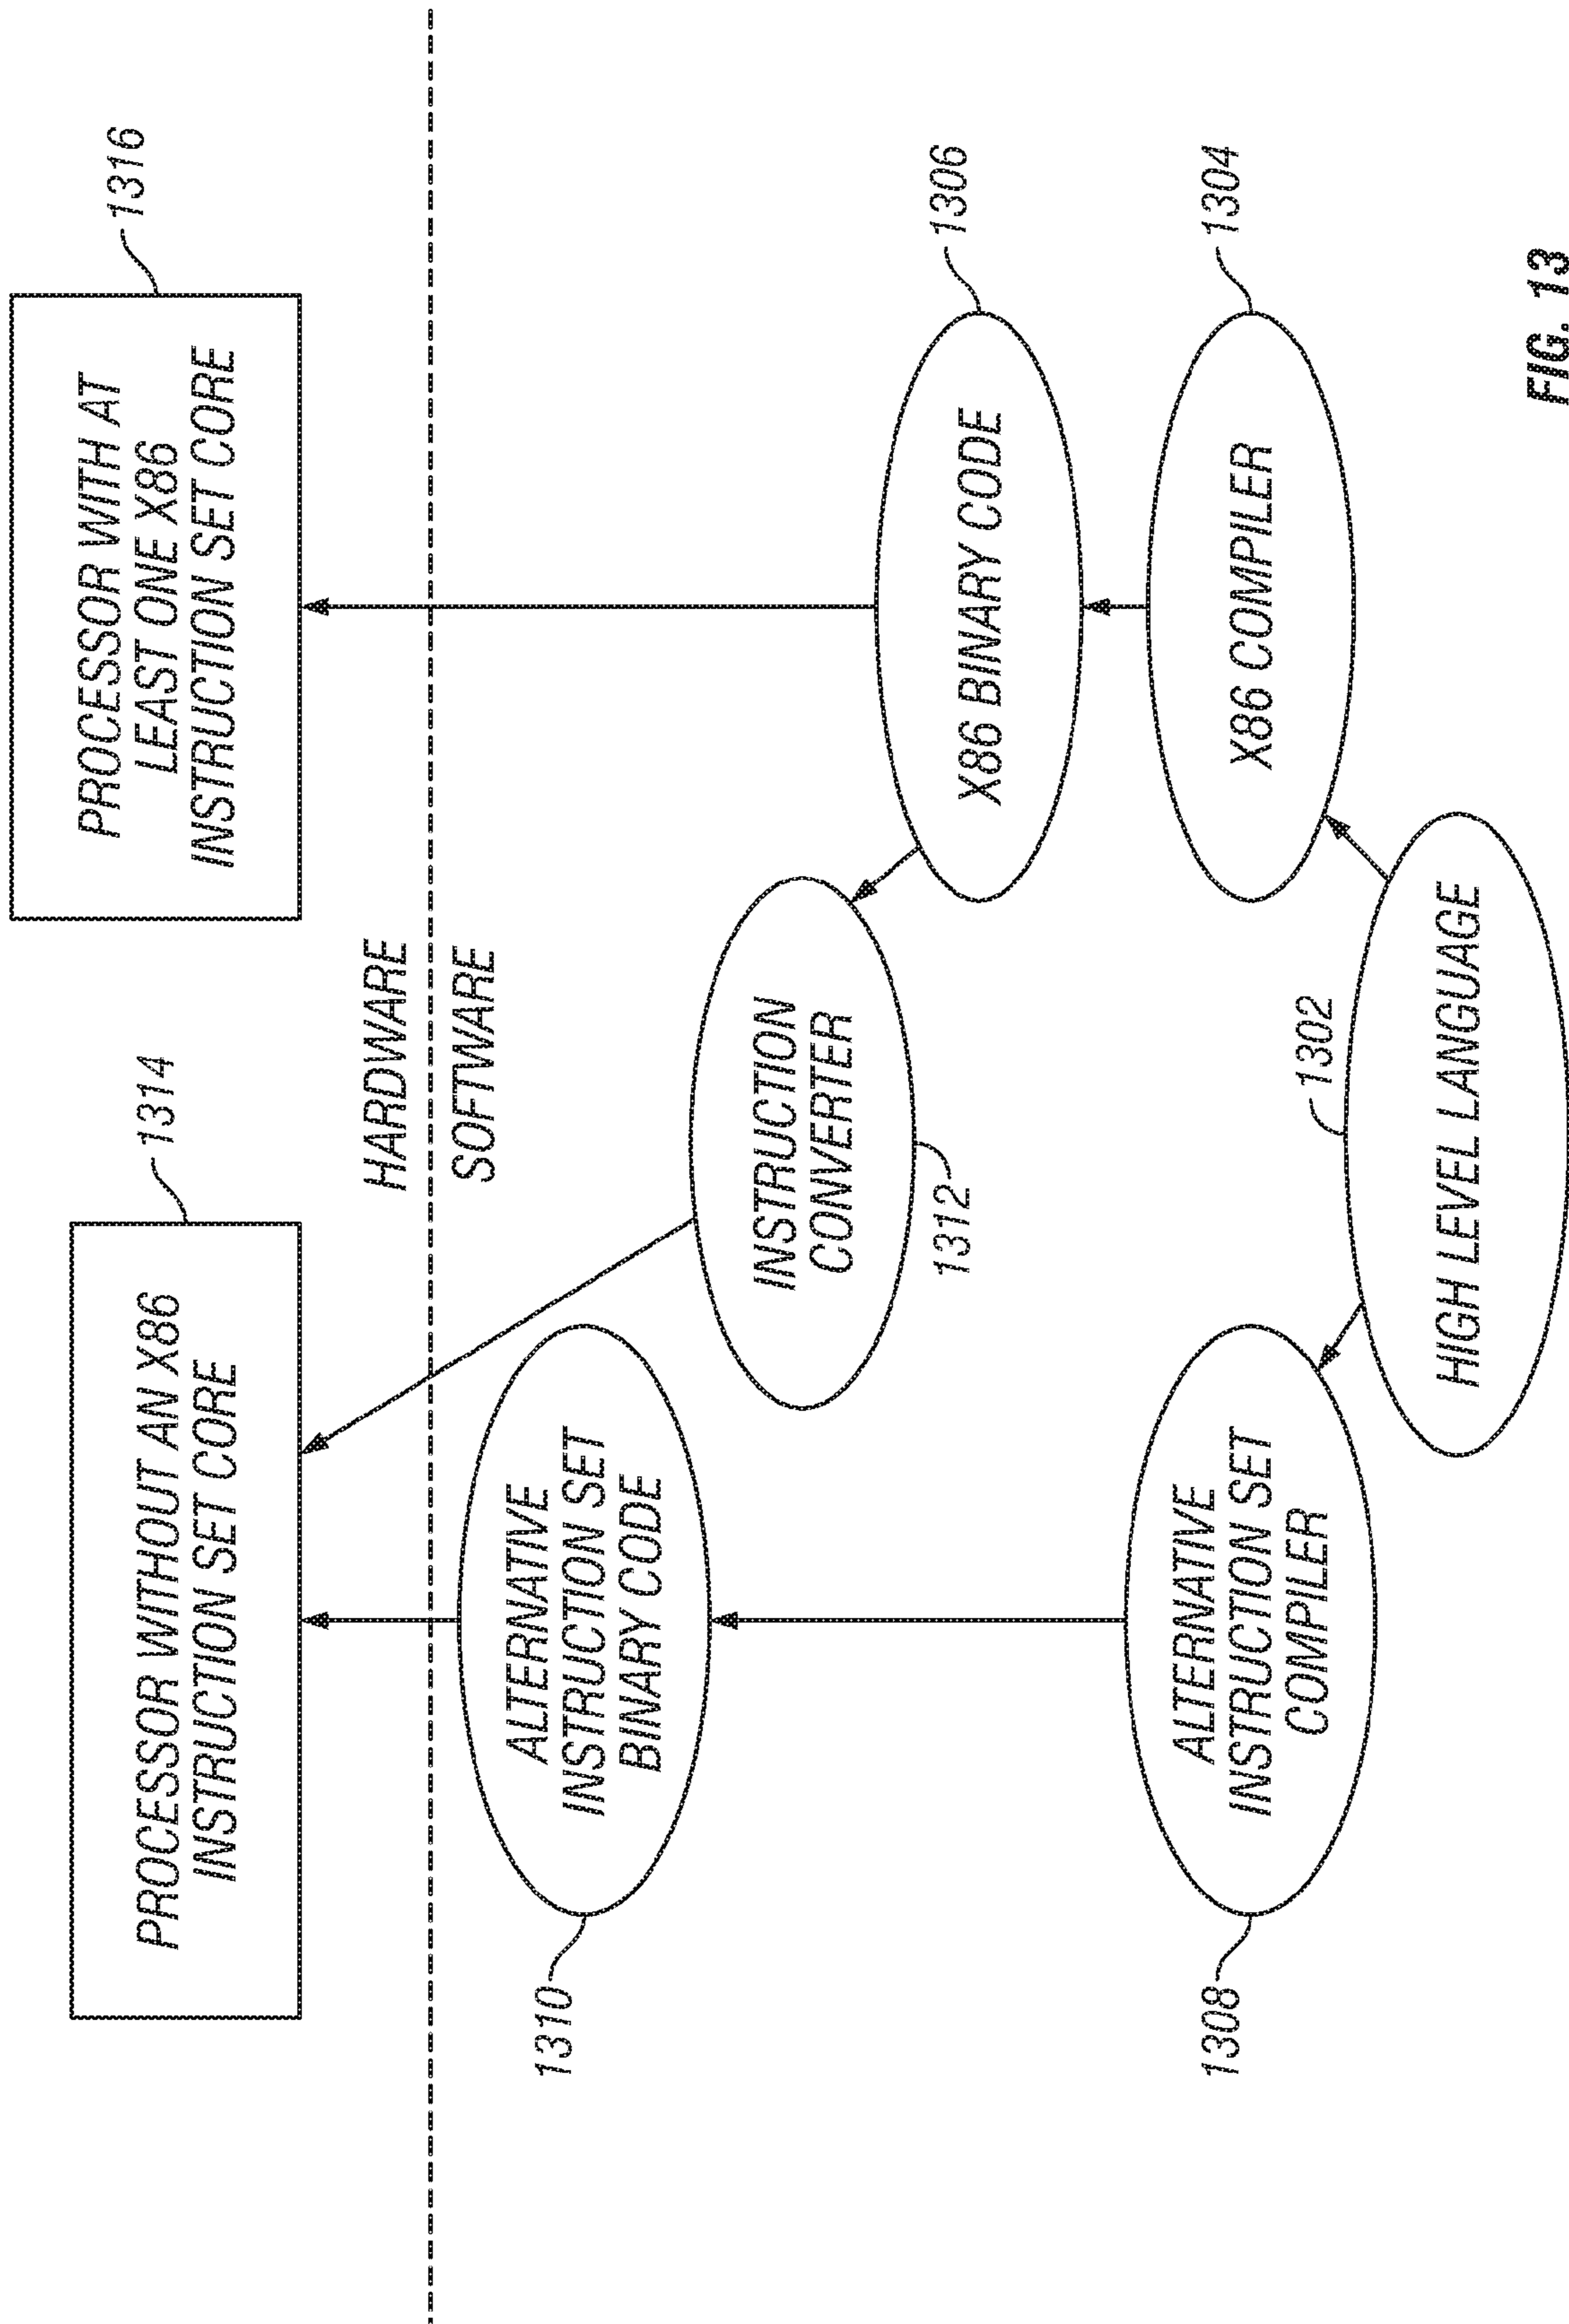 PROCESSOR WITHOUT AN X86
INSTRUCTION SET CORE
1314
PROCESSOR WITH AT
LEAST ONE X86
INSTRUCTION SET CORE
1316
HARDWARE
SOFTWARE
1310
ALTERNATIVE
INSTRUCTION SET
BINARY CODE
INSTRUCTION
CONVERTER
1312
X86 BINARY CODE
1306
1308
ALTERNATIVE
INSTRUCTION SET
COMPILER
X86 COMPILER
1304
1302
HIGH LEVEL LANGUAGE
FIG. 13